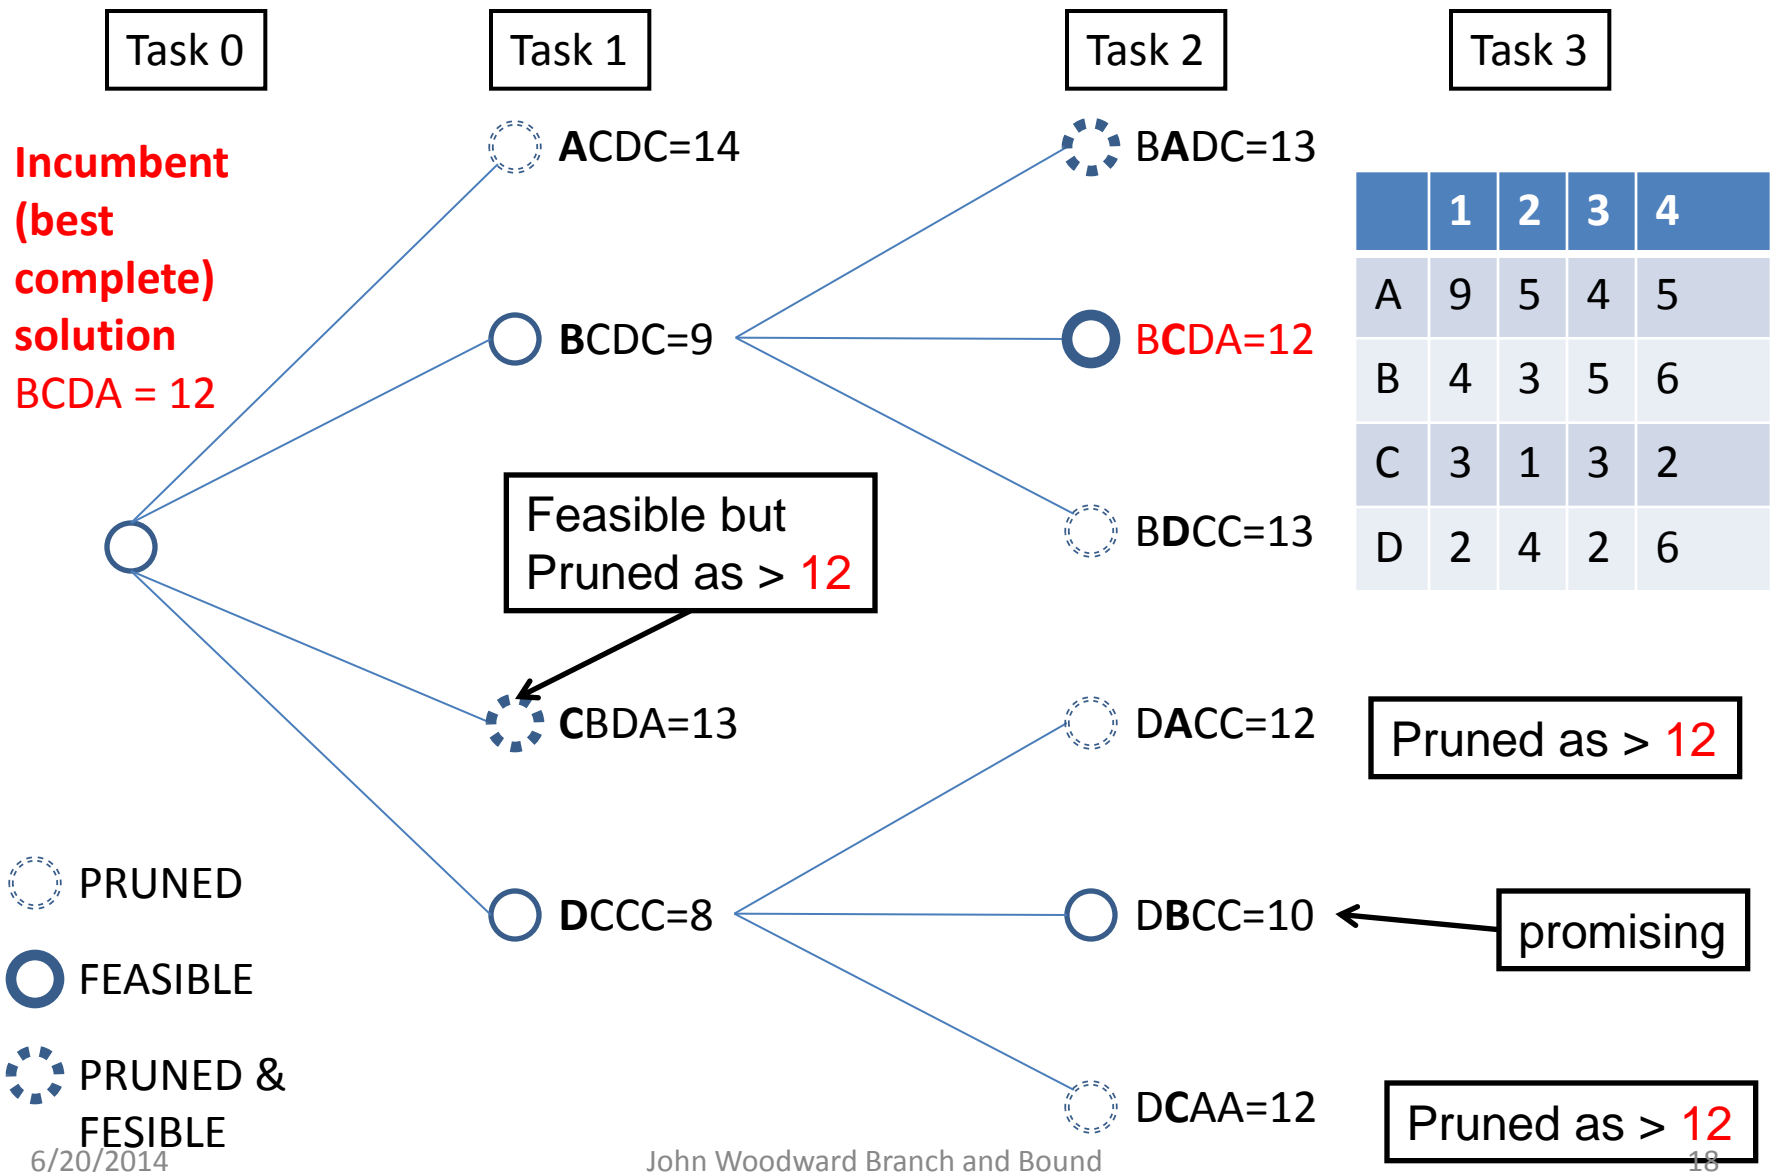 Task 0
Task 1
Task 2
Task 3
Incumbent
(best
complete)
solution
BCDA = 12
ACDC=14
BCDC=9
Feasible but
Pruned as > 12
CBDA=13
DCCC=8
BADC=13
BCDA=12
BDCC=13
DACC=12
DBCC=10
DCAA=12
1 2 3 4
A 9 5 4 5
B 4 3 5 6
C 3 1 3 2
D 2 4 2 6
Pruned as > 12
promising
Pruned as > 12
PRUNED
FEASIBLE
PRUNED &
FESIBLE
6/20/2014
John Woodward Branch and Bound
18